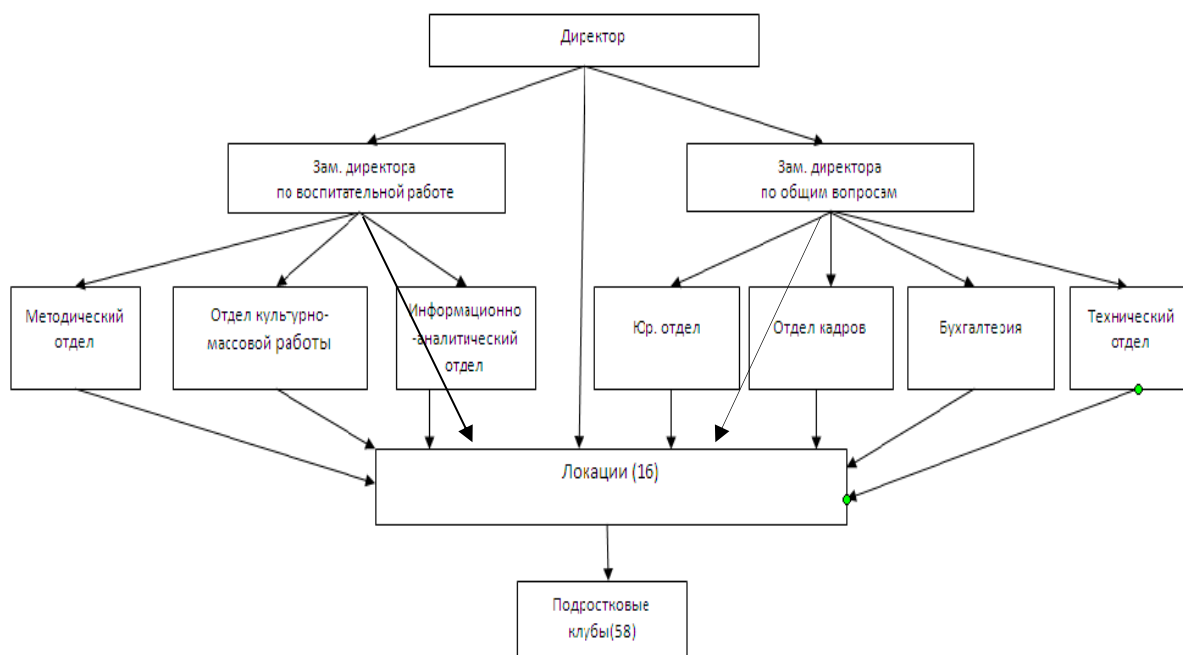 Директор
Зам. директора
по воспитательной работе
Зам. директора
по общим вопросам
Методический
отдел
Отдел культурно-
массовой работы
Информационно
-аналитический
отдел
Юр. отдел
Отдел кадров
Бухгалтерия
Технический
отдел
Локации (16)
Подростковые
клубы(58)